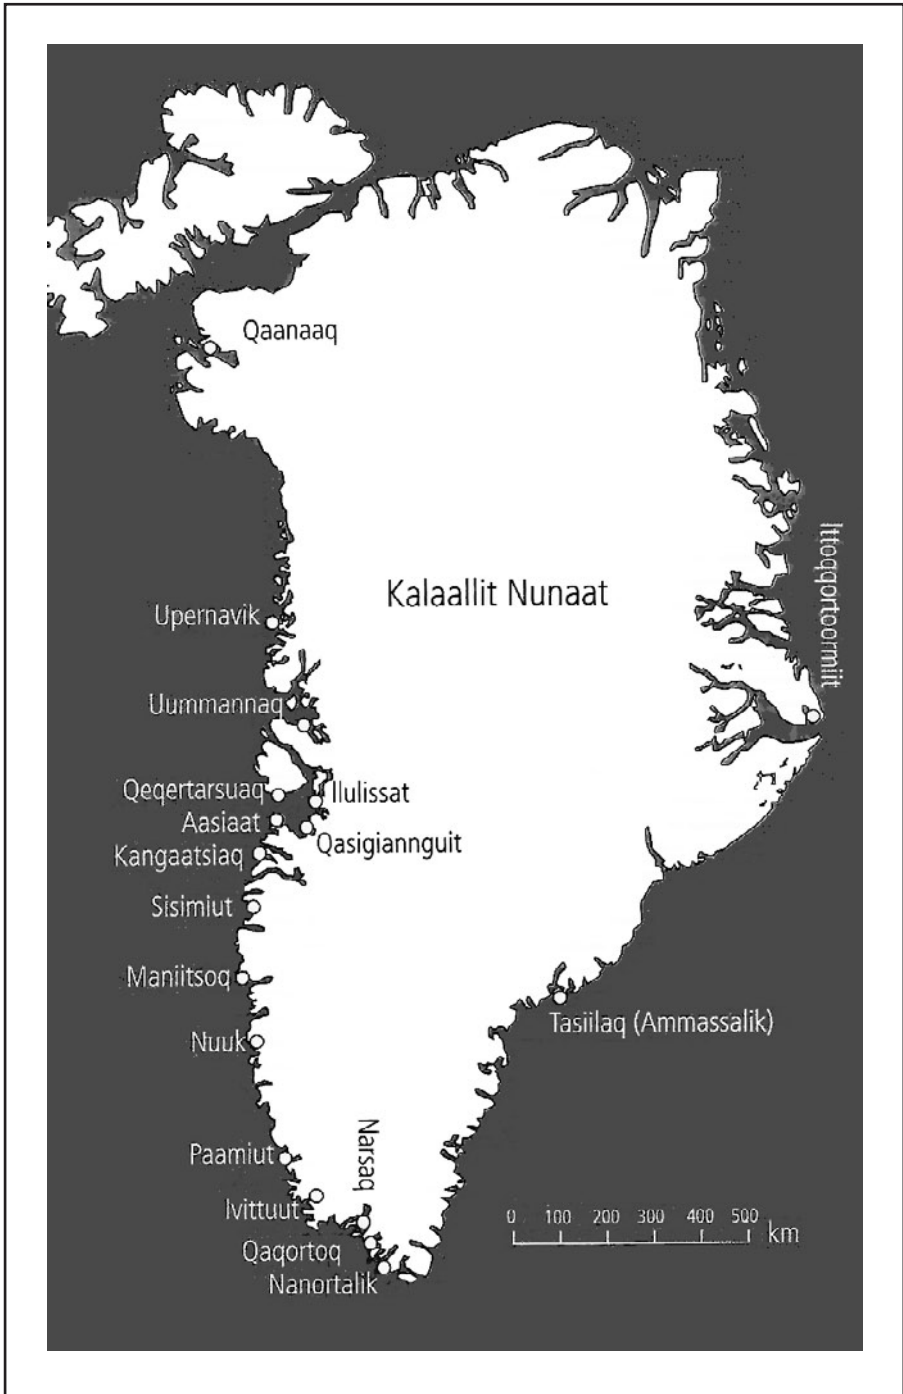 Qaanaaq
Kalaallit Nunaat
Ittoqqortoormiit
Upernavik
Uummannaq
Qeqertarsuaq
Ilulissat
Aasiaat
Qasigiannguit
Kangaatsiaq
Sisimiut
Maniitsoq
Tasiilaq (Ammassalik)
Nuuk
Narsaq
Paamiut
Ivittuut
0 100 200 300 400 500 km
Qaqortoq
Nanortalik